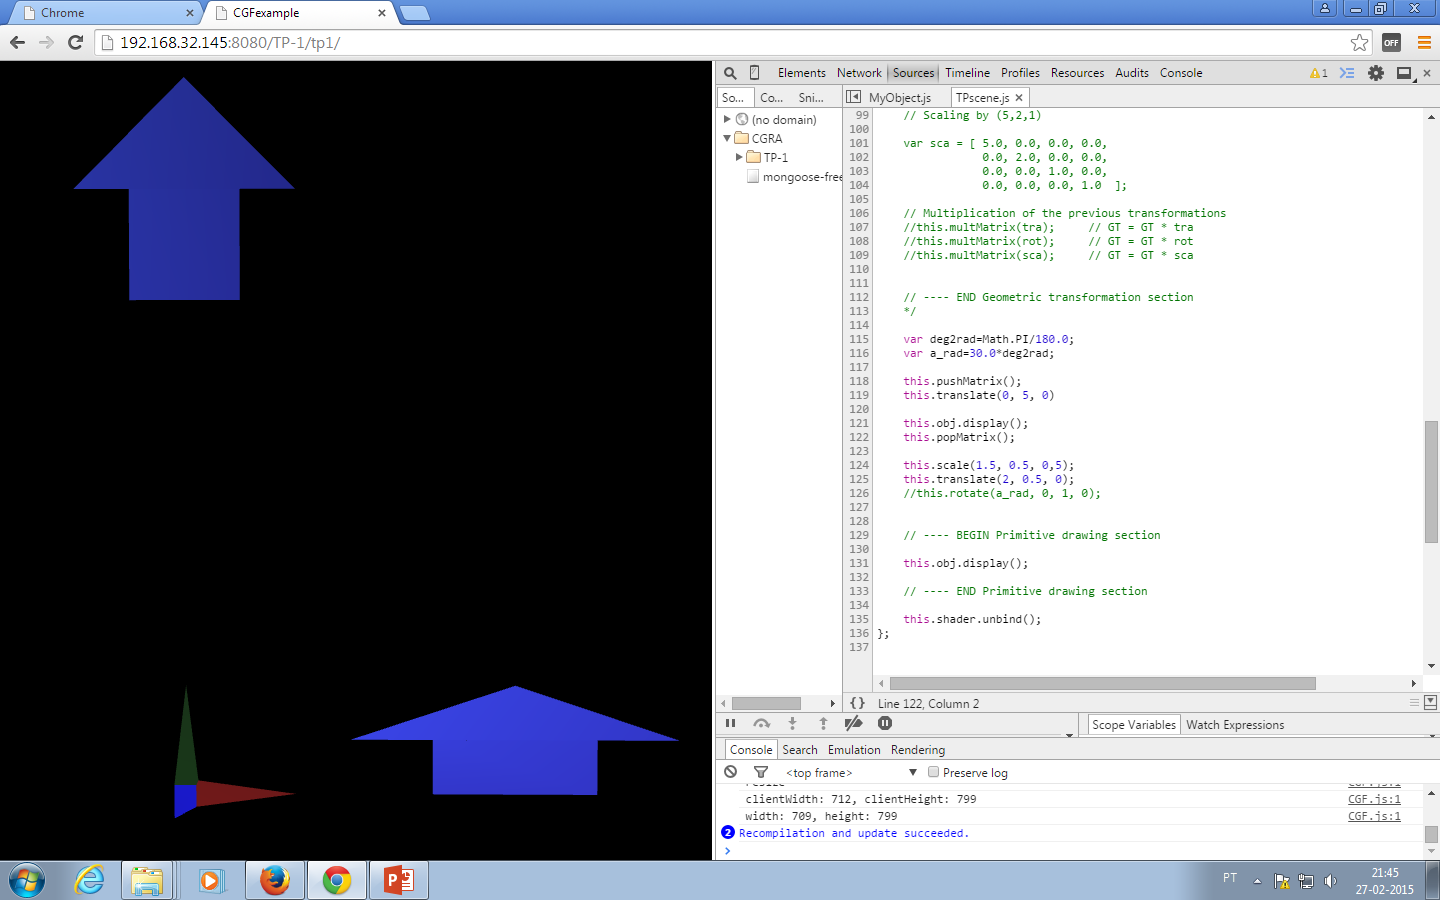 Chrome
CGFexample
192.168.32.145:8080/TP-1/tp1/
OFF
Elements Network Sources Timeline Profiles Resources Audits Console
1
So... Co... Sni...
MyObject.js TPscene.js
(no domain)
CGRA
TP-1
mongoose-free
99 // Scaling by (5,2,1)
100
101 var sca = [ 5.0, 0.0, 0.0, 0.0,
102 0.0, 2.0, 0.0, 0.0,
103 0.0, 0.0, 1.0, 0.0,
104 0.0, 0.0, 0.0, 1.0 ];
105
106 // Multiplication of the previous transformations
107 //this.multMatrix(tra); // GT = GT * tra
108 //this.multMatrix(rot); // GT = GT * rot
109 //this.multMatrix(sca); // GT = GT * sca
110
111
112 // ---- END Geometric transformation section
113 */
114
115 var deg2rad=Math.PI/180.0;
116 var a_rad=30.0*deg2rad;
117
118 this.pushMatrix();
119 this.translate(0, 5, 0)
120
121 this.obj.display();
122 this.popMatrix();
123
124 this.scale(1.5, 0.5, 0,5);
125 this.translate(2, 0.5, 0);
126 //this.rotate(a_rad, 0, 1, 0);
127
128
129 // ---- BEGIN Primitive drawing section
130
131 this.obj.display();
132
133 // ---- END Primitive drawing section
134
135 this.shader.unbind();
136 };
137
{} Line 122, Column 2
Scope Variables Watch Expressions
Console Search Emulation Rendering
<top frame> Preserve log
resize CGF.js:1
clientWidth: 712, clientHeight: 799 CGF.js:1
width: 709, height: 799 CGF.js:1
2 Recompilation and update succeeded.
PT
21:45
27-02-2015